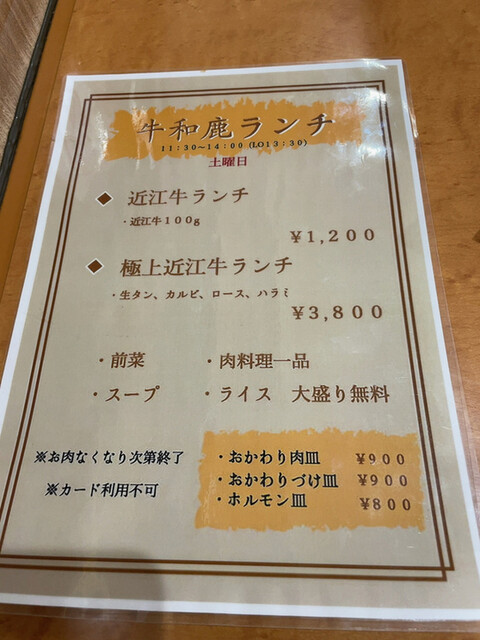 牛和鹿ランチ
11:30~14:00 (LO13:30)
土曜日
◆ 近江牛ランチ
・近江牛100g
¥1,200
◆ 極上近江牛ランチ
・生タン、カルビ、ロース、ハラミ
¥3,800
・前菜 ・肉料理一品
・スープ ・ライス 大盛り無料
※お肉なくなり次第終了
※カード利用不可
・おかわり肉皿 ¥900
・おかわりづけ皿 ¥900
・ホルモン皿 ¥800